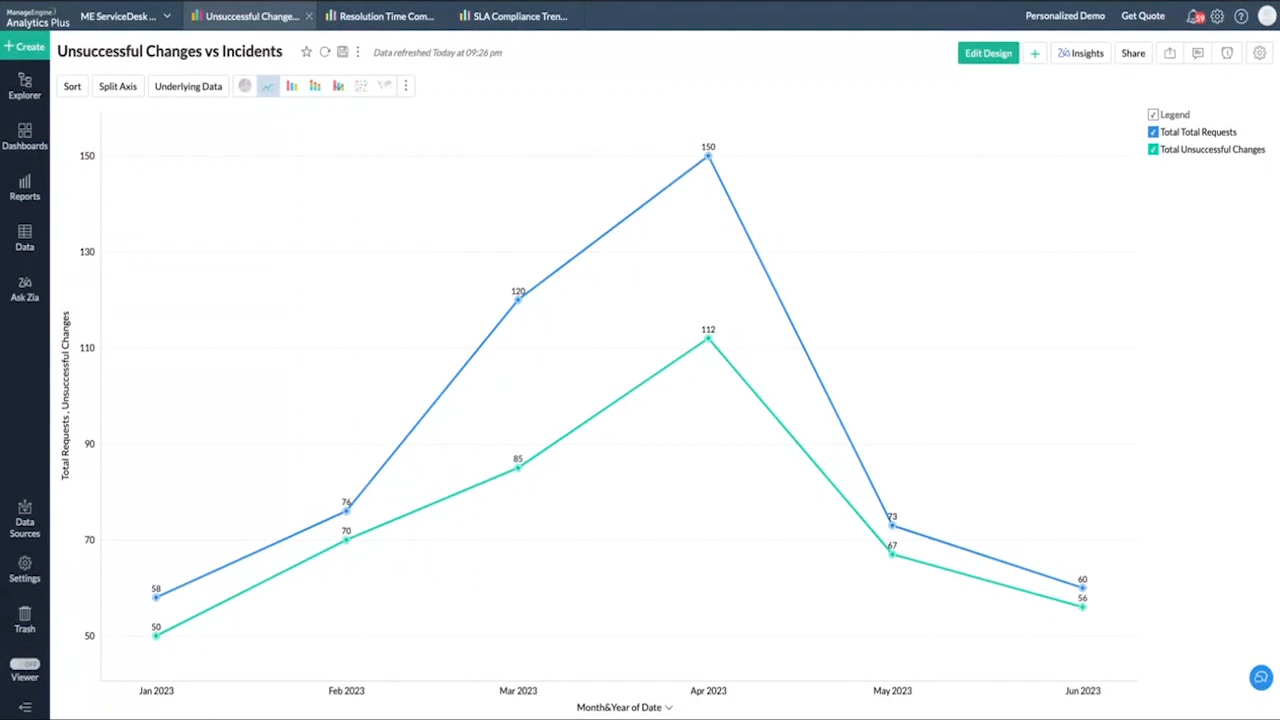 ManageEngine
Analytics Plus
ME ServiceDesk ...
Unsuccessful Change...
Resolution Time Com...
SLA Compliance Tren...
Personalized Demo
Get Quote
59
+ Create
Unsuccessful Changes vs Incidents
Data refreshed Today at 09:26 pm
Edit Design
+
Insights
Share
Sort
Split Axis
Underlying Data
Explorer
Dashboards
Reports
Data
Ask Zia
Data
Sources
Settings
Trash
OFF
Viewer
Legend
Total Total Requests
Total Unsuccessful Changes
Total Requests , Unsuccessful Changes
150
130
110
90
70
50
150
120
112
85
76
70
73
67
58
50
60
56
Jan 2023
Feb 2023
Mar 2023
Apr 2023
May 2023
Jun 2023
Month&Year of Date